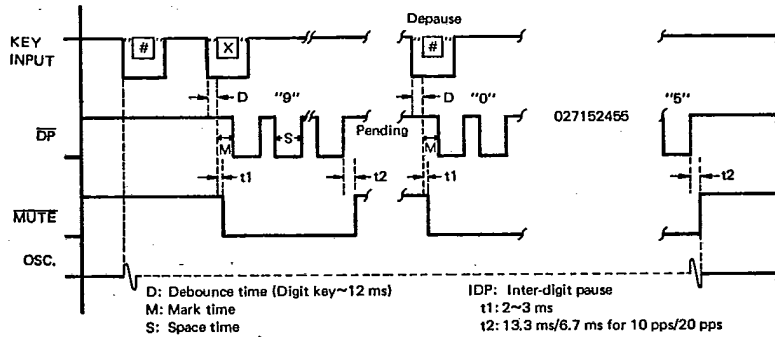 Depause
KEY INPUT
"#" "X" "#"
D "9" D "0" 027152456 "5"
DP Pending
M S M
t1 t2 t1 t2
MUTE
OSC.
D: Debounce time (Digit key~12 ms)
M: Mark time
S: Space time
IDP: Inter-digit pause
t1: 2~3 ms
t2: 13.3 ms/6.7 ms for 10 pps/20 pps